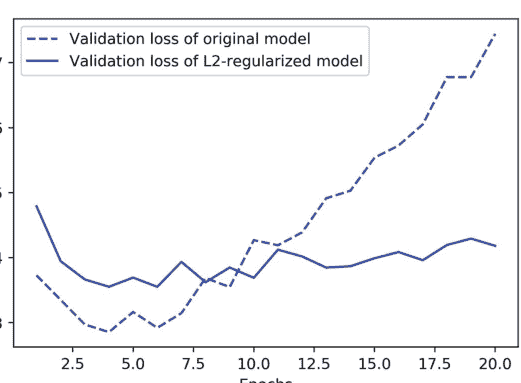 Validation loss of original model
Validation loss of L2-regularized model
2.5 5.0 7.5 10.0 12.5 15.0 17.5 20.0
Epochs